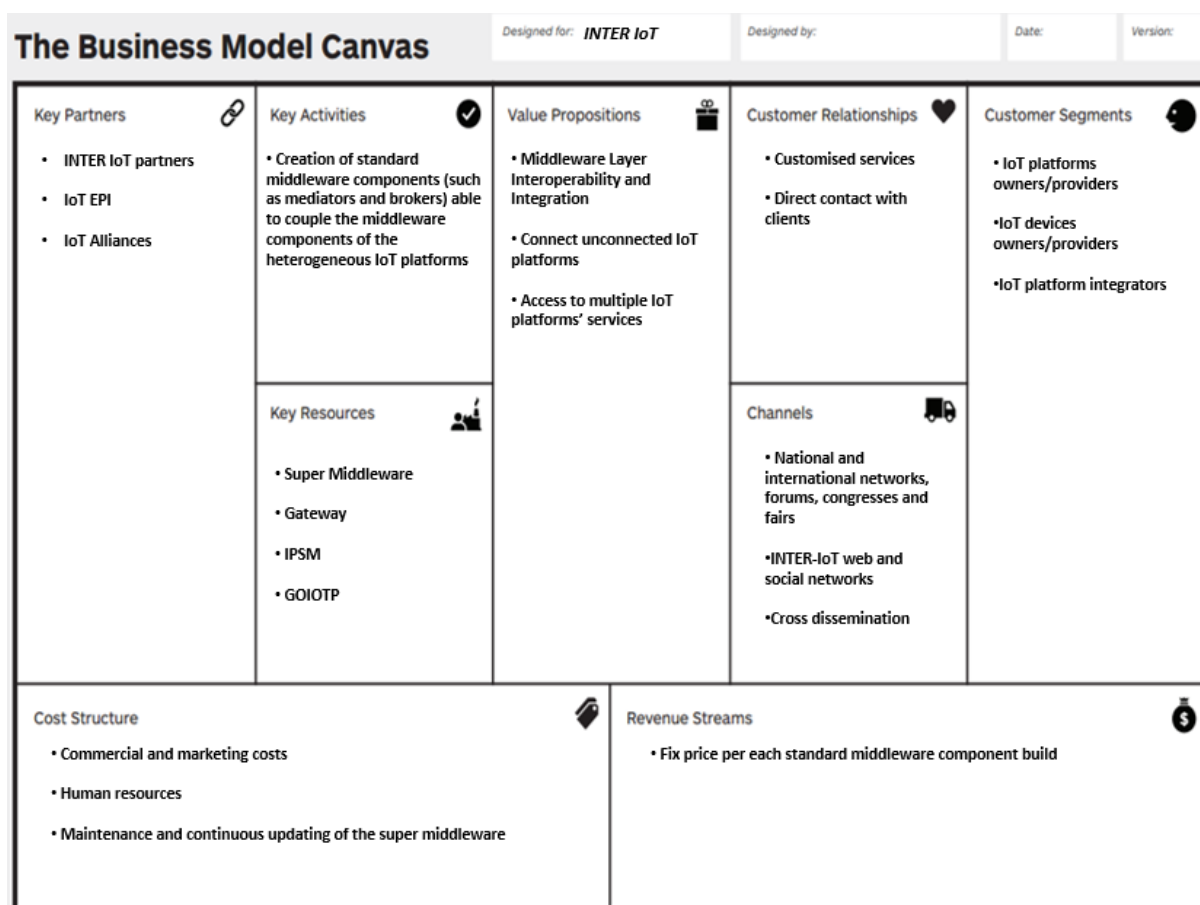 The Business Model Canvas
Designed for: INTER IoT
Designed by:
Date:
Version:
Key Partners
• INTER IoT partners
• IoT EPI
• IoT Alliances
Key Activities
• Creation of standard
middleware components (such
as mediators and brokers) able
to couple the middleware
components of the
heterogeneous IoT platforms
Key Resources
• Super Middleware
• Gateway
• IPSM
• GOIOTP
Value Propositions
• Middleware Layer
Interoperability and
Integration
• Connect unconnected IoT
platforms
• Access to multiple IoT
platforms’ services
Customer Relationships
• Customised services
• Direct contact with
clients
Channels
• National and
international networks,
forums, congresses and
fairs
•INTER-IoT web and
social networks
•Cross dissemination
Customer Segments
• IoT platforms
owners/providers
•IoT devices
owners/providers
•IoT platform integrators
Cost Structure
• Commercial and marketing costs
• Human resources
• Maintenance and continuous updating of the super middleware
Revenue Streams
• Fix price per each standard middleware component build
$